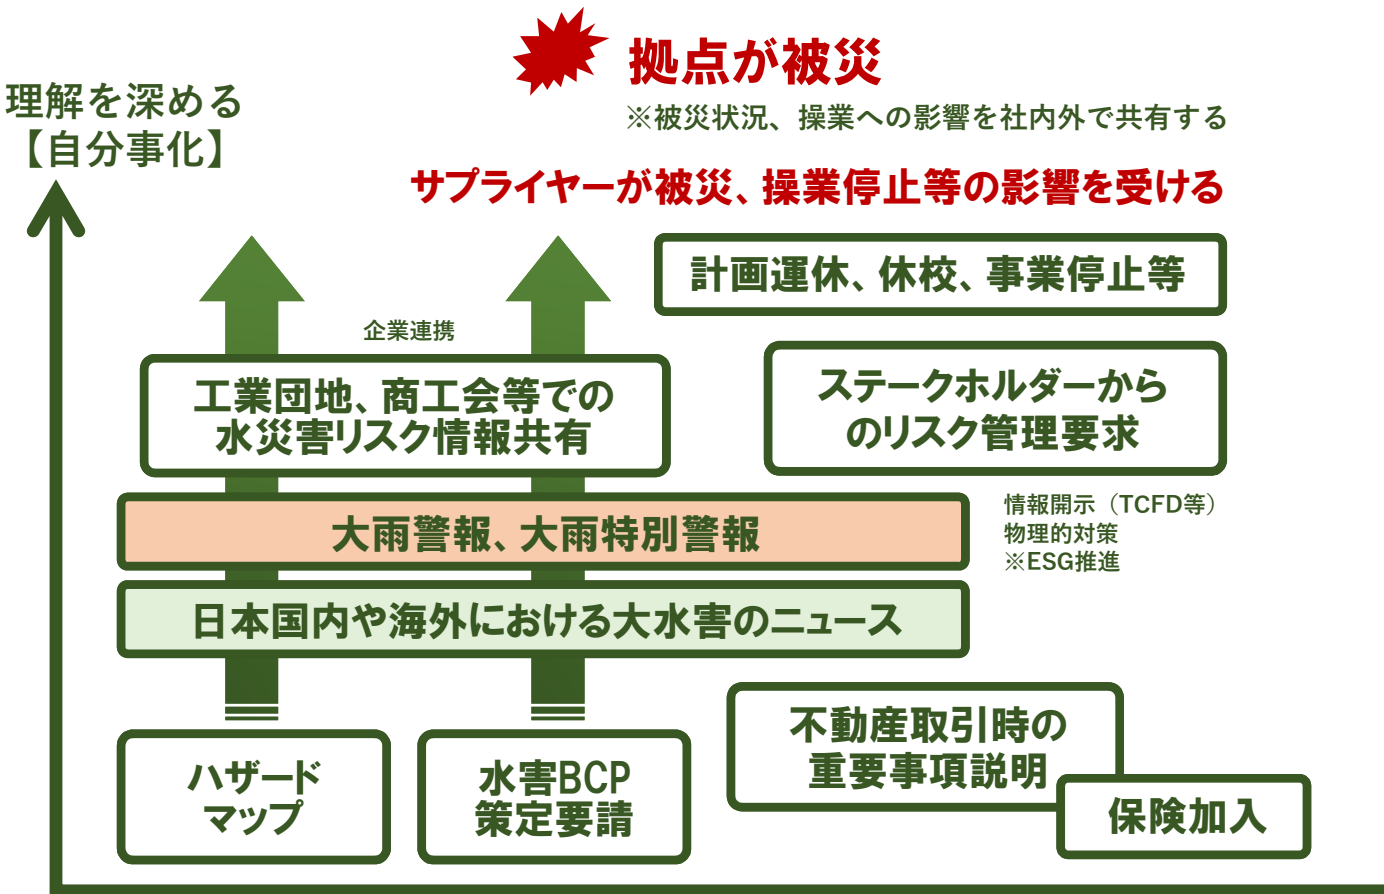 拠点が被災
※被災状況、操業への影響を社内外で共有する
理解を深める
【自分事化】
サプライヤーが被災、操業停止等の影響を受ける
計画運休、休校、事業停止等
企業連携
工業団地、商工会等での
水災害リスク情報共有
ステークホルダーから
のリスク管理要求
情報開示（TCFD等）
物理的対策
※ESG推進
大雨警報、大雨特別警報
日本国内や海外における大水害のニュース
不動産取引時の
重要事項説明
ハザード
マップ
水害BCP
策定要請
保険加入